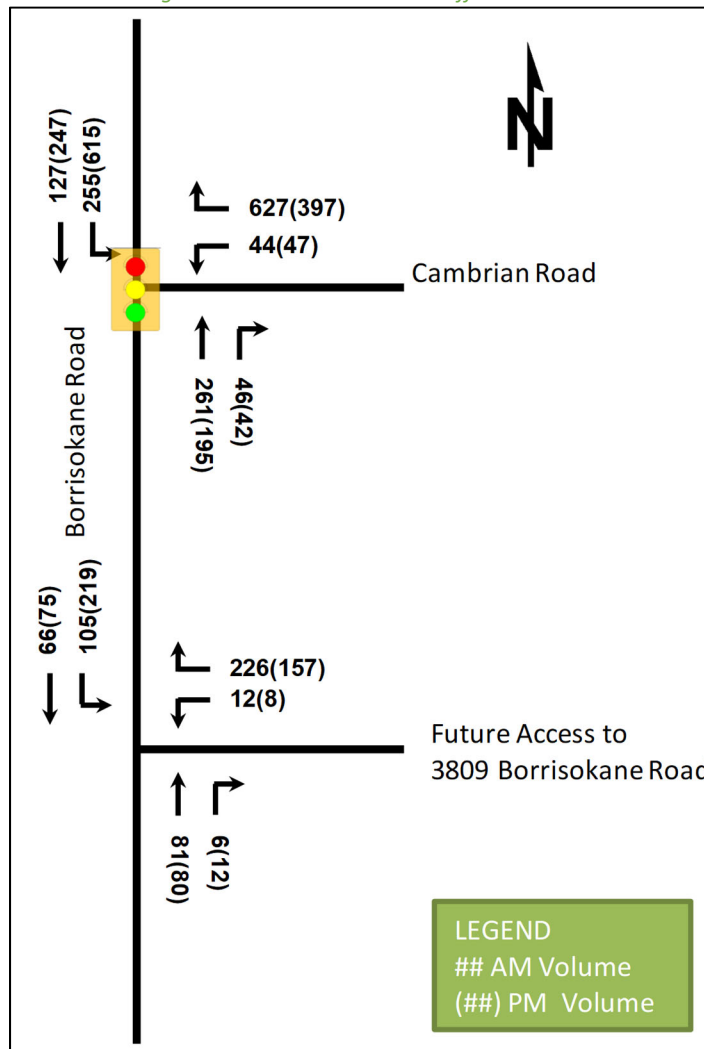 127(247)
255(615)
N
627(397)
44(47)
Cambrian Road
261(195)
46(42)
Borrisokane Road
66(75)
105(219)
226(157)
12(8)
Future Access to
3809 Borrisokane Road
81(80)
6(12)
LEGEND
## AM Volume
(##) PM Volume